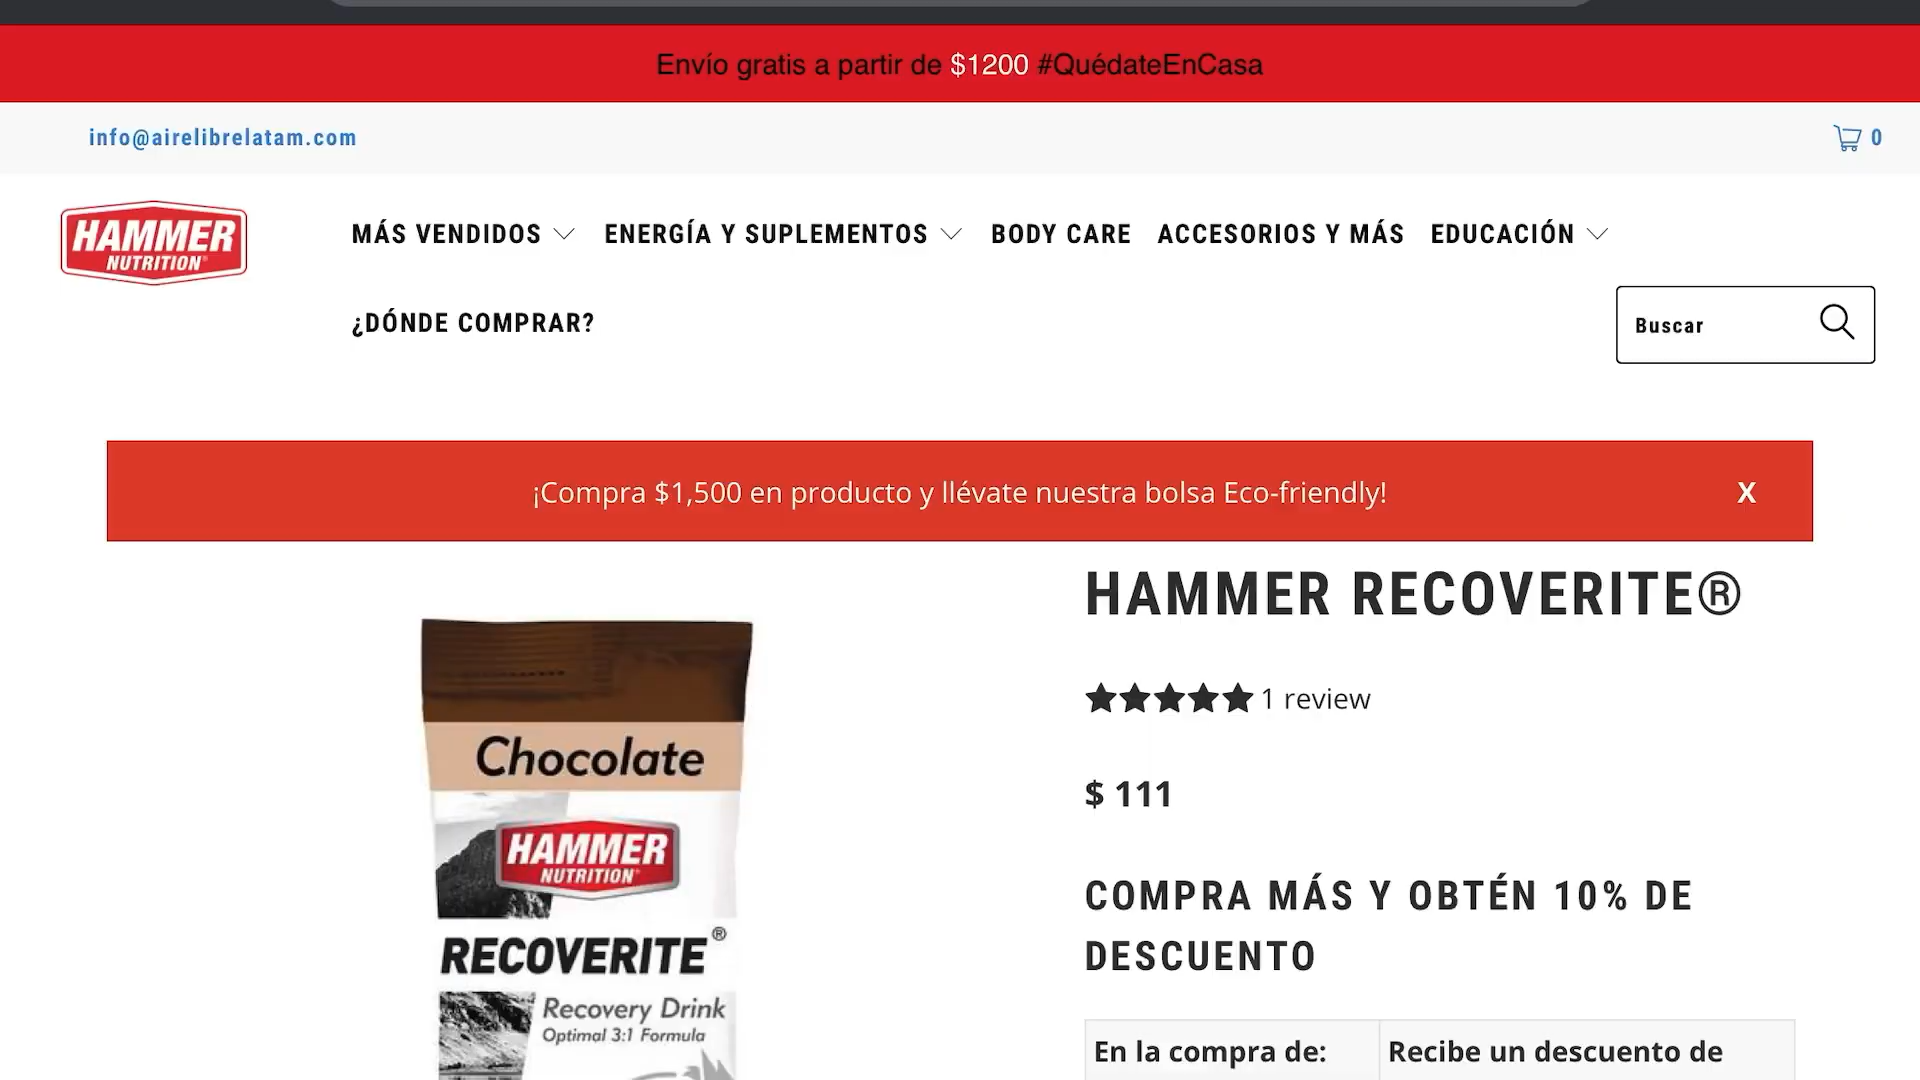 Envío gratis a partir de $1200 #QuédateEnCasa
info@airelibrelatam.com
0
HAMMER
NUTRITION®
MÁS VENDIDOS
ENERGÍA Y SUPLEMENTOS
BODY CARE
ACCESORIOS Y MÁS
EDUCACIÓN
¿DÓNDE COMPRAR?
Buscar
¡Compra $1,500 en producto y llévate nuestra bolsa Eco-friendly!
X
Chocolate
HAMMER
NUTRITION®
RECOVERITE®
Recovery Drink
Optimal 3:1 Formula
HAMMER RECOVERITE®
1 review
$ 111
COMPRA MÁS Y OBTÉN 10% DE
DESCUENTO
En la compra de:
Recibe un descuento de